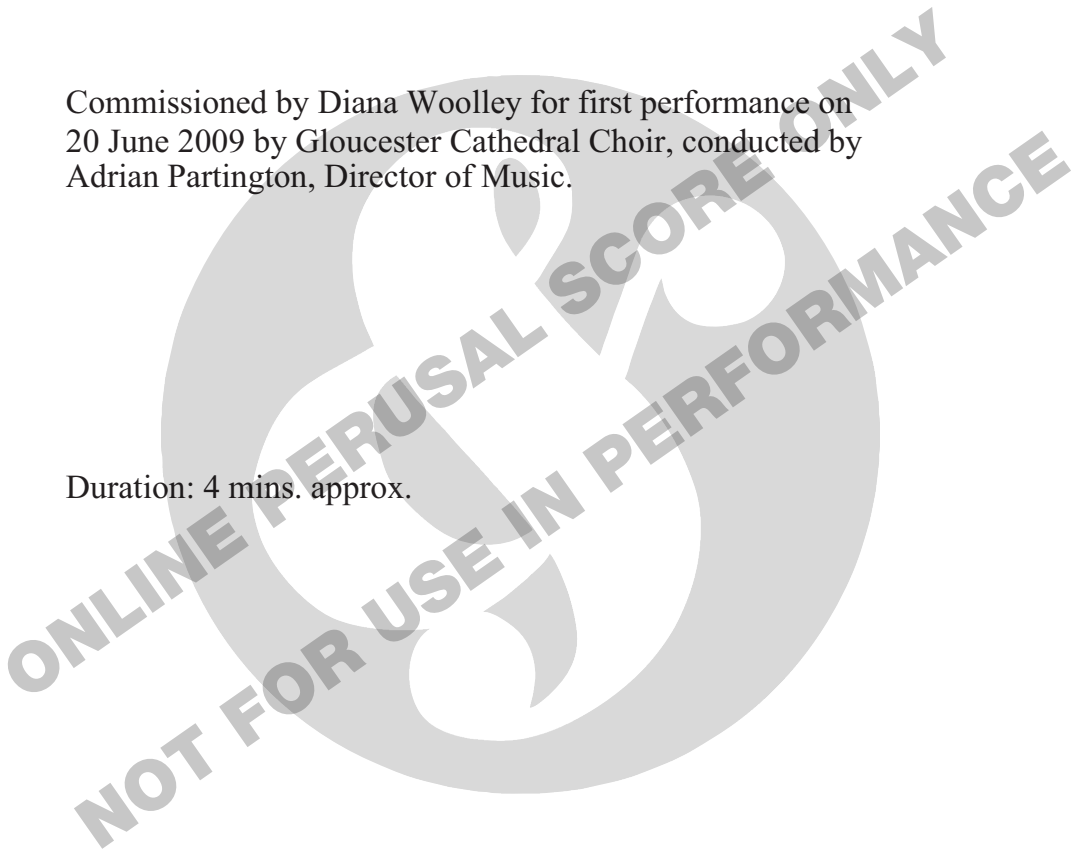 Commissioned by Diana Woolley for first performance on
20 June 2009 by Gloucester Cathedral Choir, conducted by
Adrian Partington, Director of Music.
Duration: 4 mins. approx.
ONLINE PERUSAL SCORE ONLY
NOT FOR USE IN PERFORMANCE